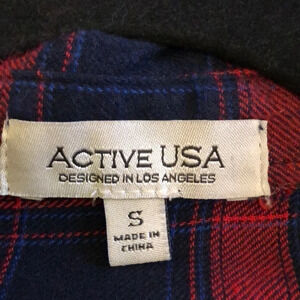 ACTIVE USA
DESIGNED IN LOS ANGELES
S
MADE IN
CHINA